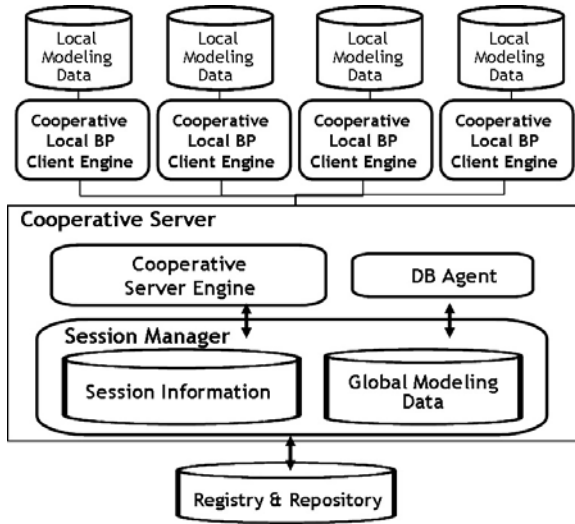 Local Local Local Local
Modeling Modeling Modeling Modeling
Data Data Data Data
Cooperative Cooperative Cooperative Cooperative
Local BP Local BP Local BP Local BP
Client Engine Client Engine Client Engine Client Engine
Cooperative Server
Cooperative
Server Engine
DB Agent
Session Manager
Session Information
Global Modeling
Data
Registry & Repository